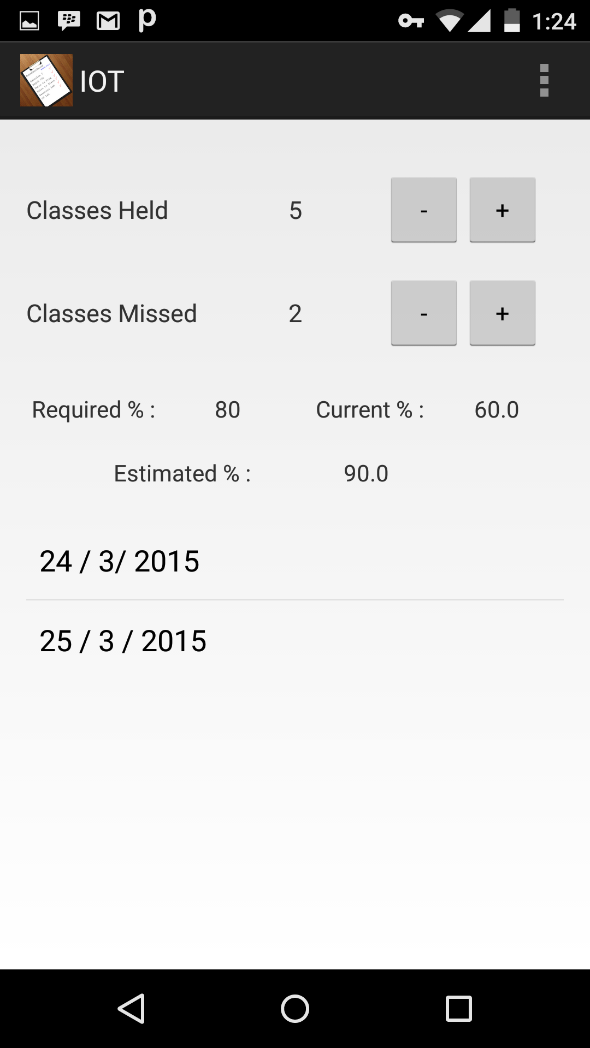 p 1:24
IOT
Classes Held 5 - +
Classes Missed 2 - +
Required % : 80 Current % : 60.0
Estimated % : 90.0
24 / 3/ 2015
25 / 3 / 2015